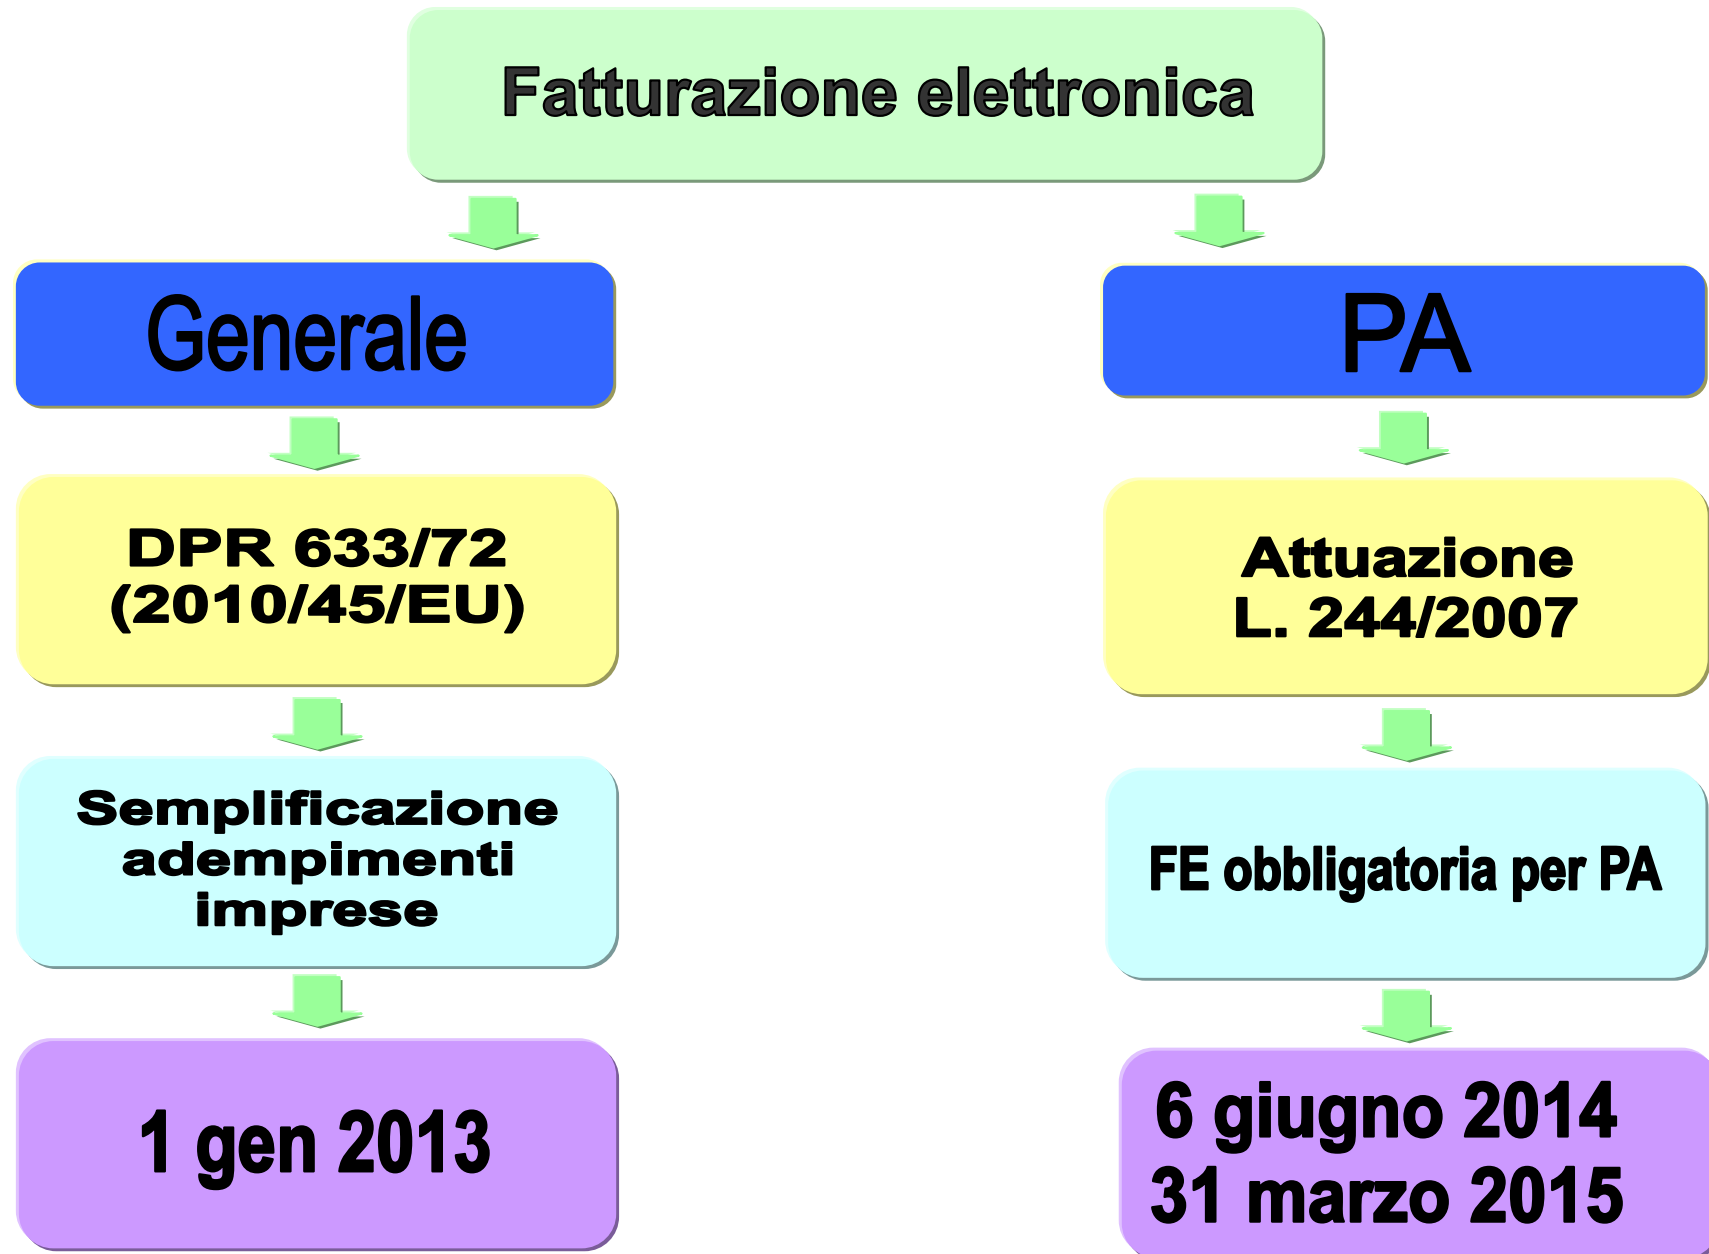 Fatturazione elettronica
Generale
DPR 633/72
(2010/45/EU)
Semplificazione
adempimenti
imprese
1 gen 2013
PA
Attuazione
L. 244/2007
FE obbligatoria per PA
6 giugno 2014
31 marzo 2015